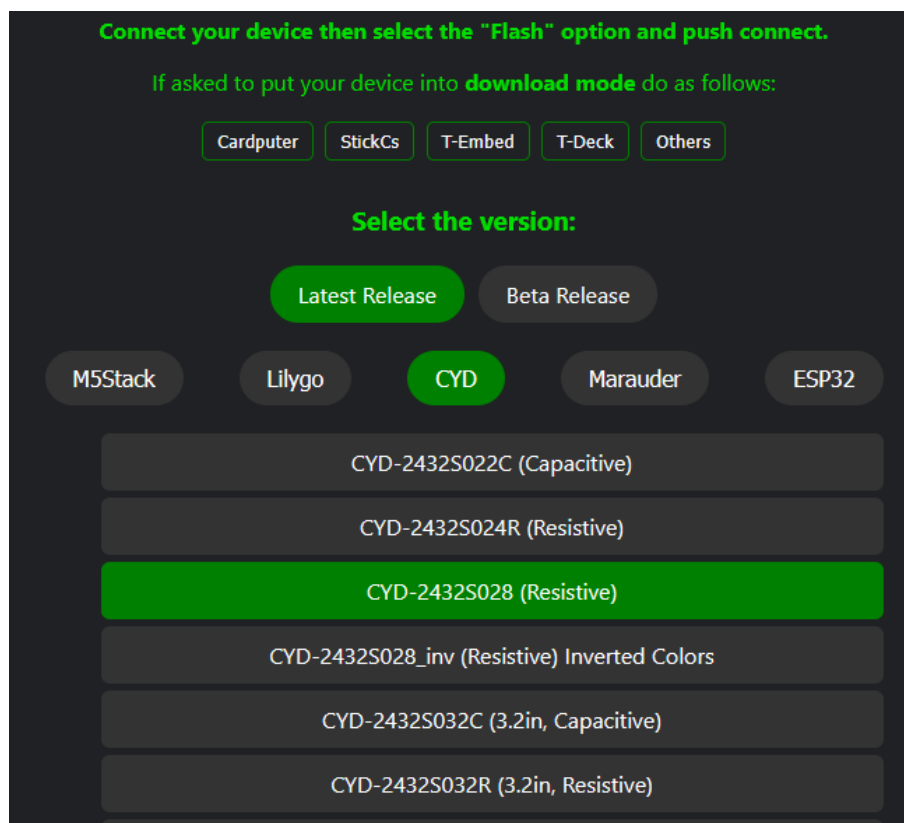 Connect your device then select the "Flash" option and push connect.
If asked to put your device into download mode do as follows:
Cardputer StickCs T-Embed T-Deck Others
Select the version:
Latest Release Beta Release
M5Stack Lilygo CYD Marauder ESP32
CYD-2432S022C (Capacitive)
CYD-2432S024R (Resistive)
CYD-2432S028 (Resistive)
CYD-2432S028_inv (Resistive) Inverted Colors
CYD-2432S032C (3.2in, Capacitive)
CYD-2432S032R (3.2in, Resistive)